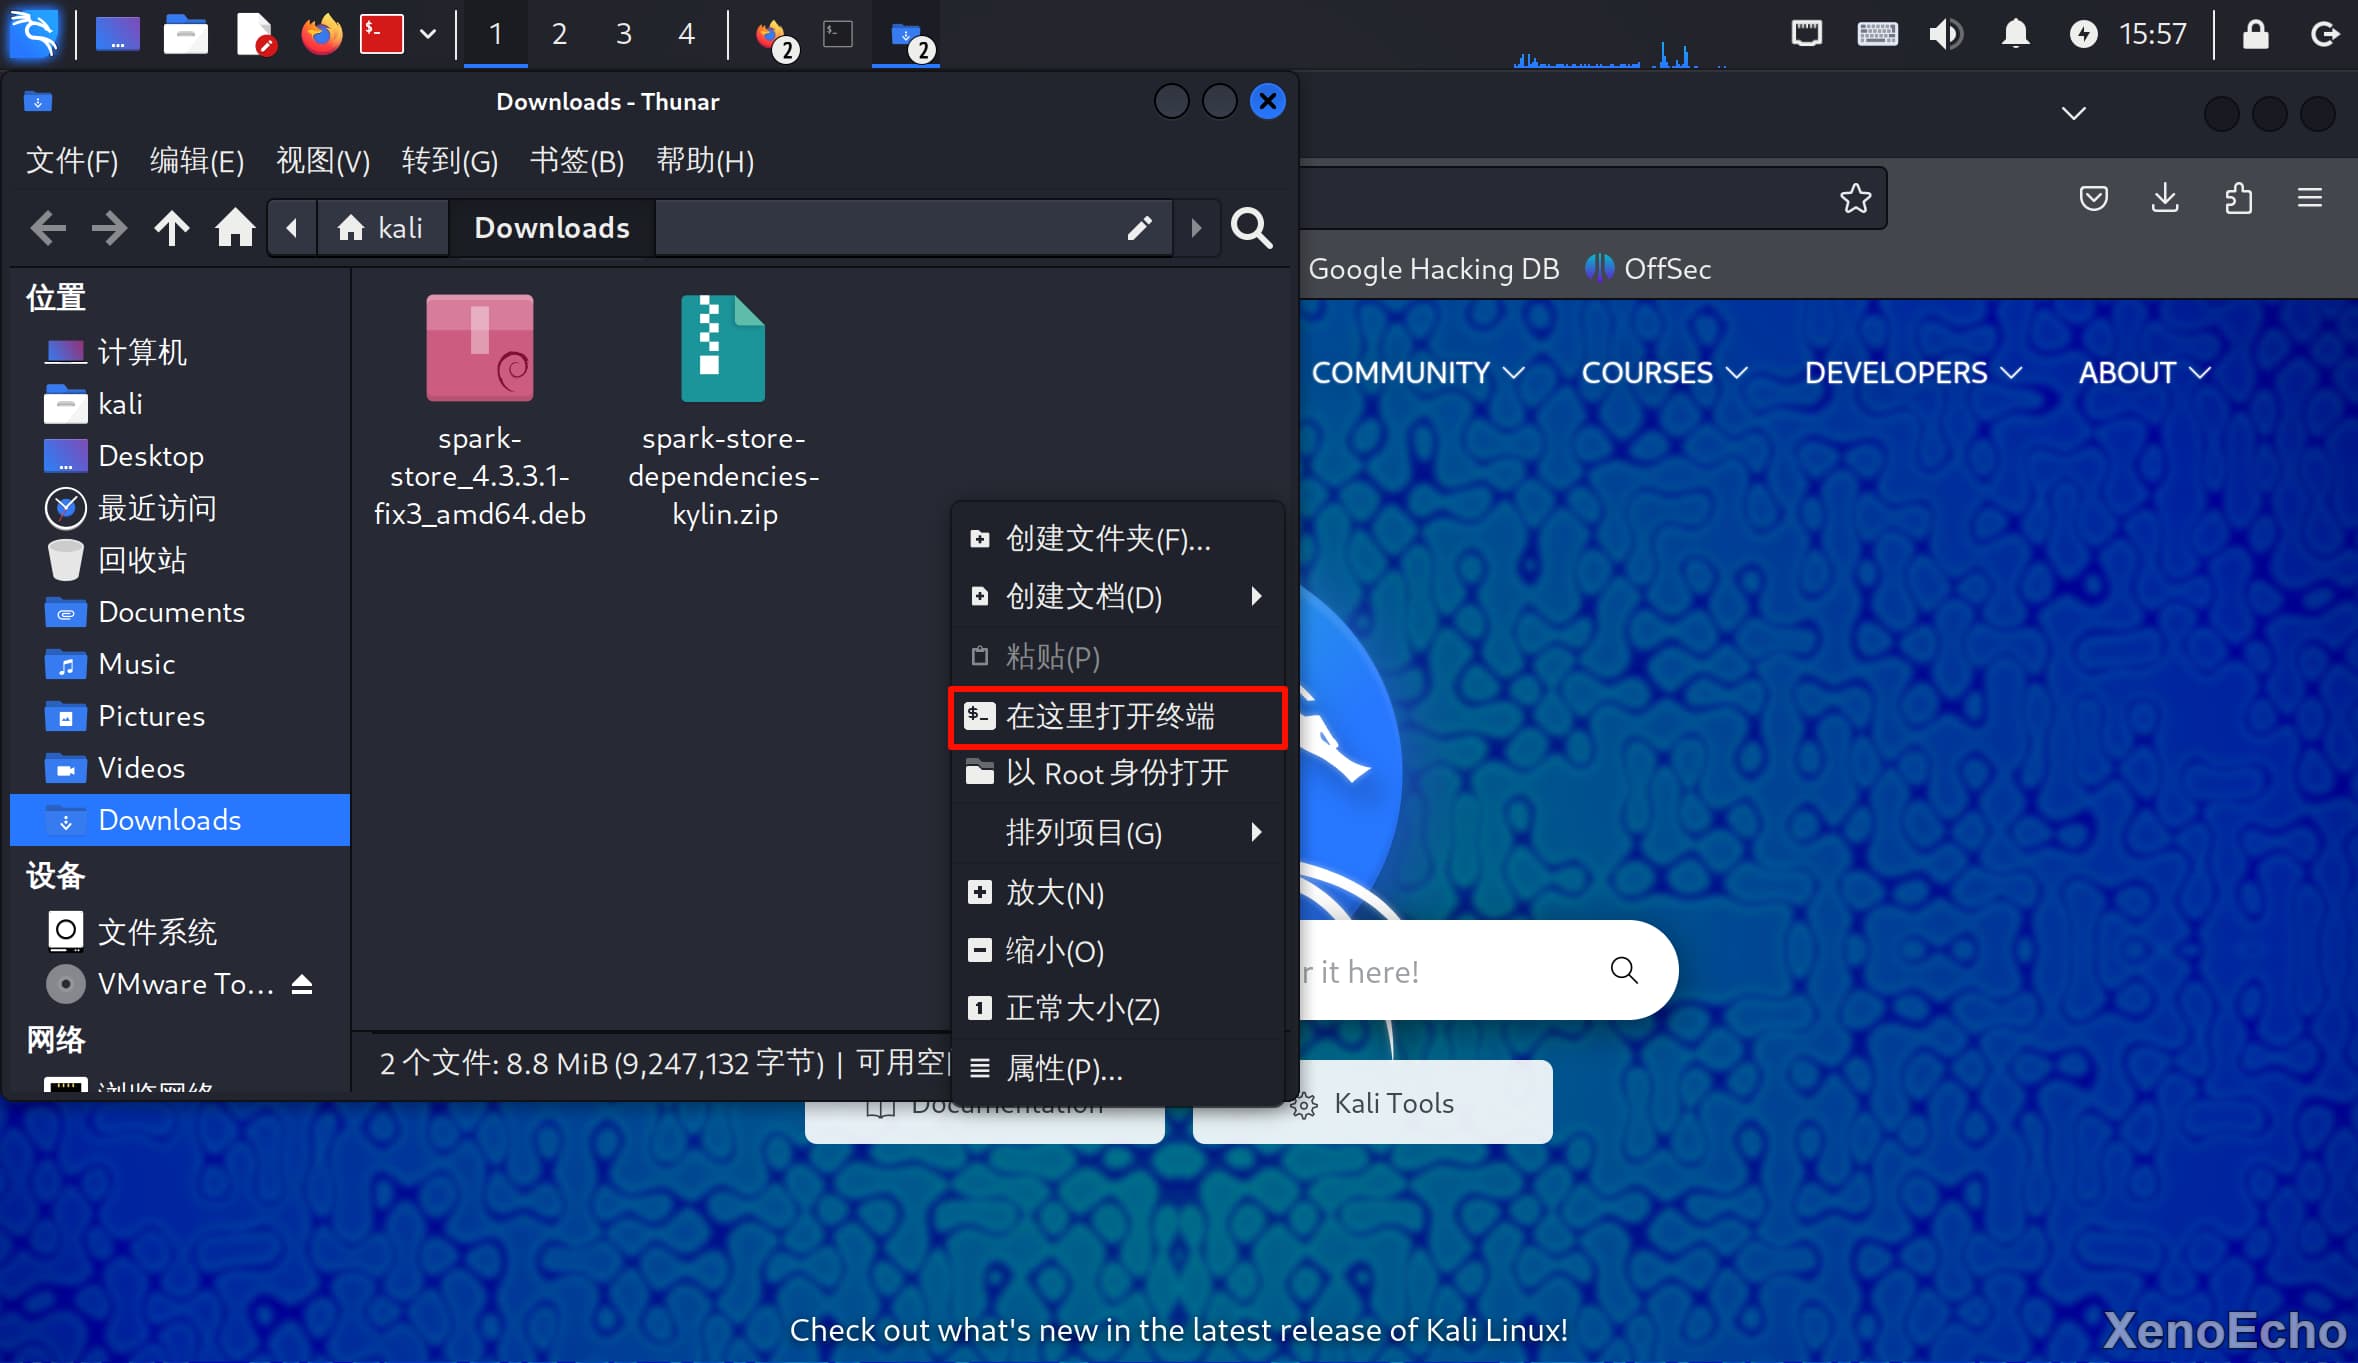 1
2
3
4
2
2
15:57
Downloads - Thunar
文件(F)
编辑(E)
视图(V)
转到(G)
书签(B)
帮助(H)
kali
Downloads
Google Hacking DB
OffSec
位置
计算机
kali
Desktop
最近访问
回收站
Documents
Music
Pictures
Videos
Downloads
设备
文件系统
VMware To...
网络
浏览网络
spark-
store_4.3.3.1-
fix3_amd64.deb
spark-store-
dependencies-
kylin.zip
创建文件夹(F)...
创建文档(D)
粘贴(P)
$_ 在这里打开终端
以 Root 身份打开
排列项目(G)
放大(N)
缩小(O)
1 正常大小(Z)
属性(P)...
2 个文件: 8.8 MiB (9,247,132 字节) | 可用空
COMMUNITY
COURSES
DEVELOPERS
ABOUT
r it here!
Documentation
Kali Tools
Check out what's new in the latest release of Kali Linux!
XenoEcho